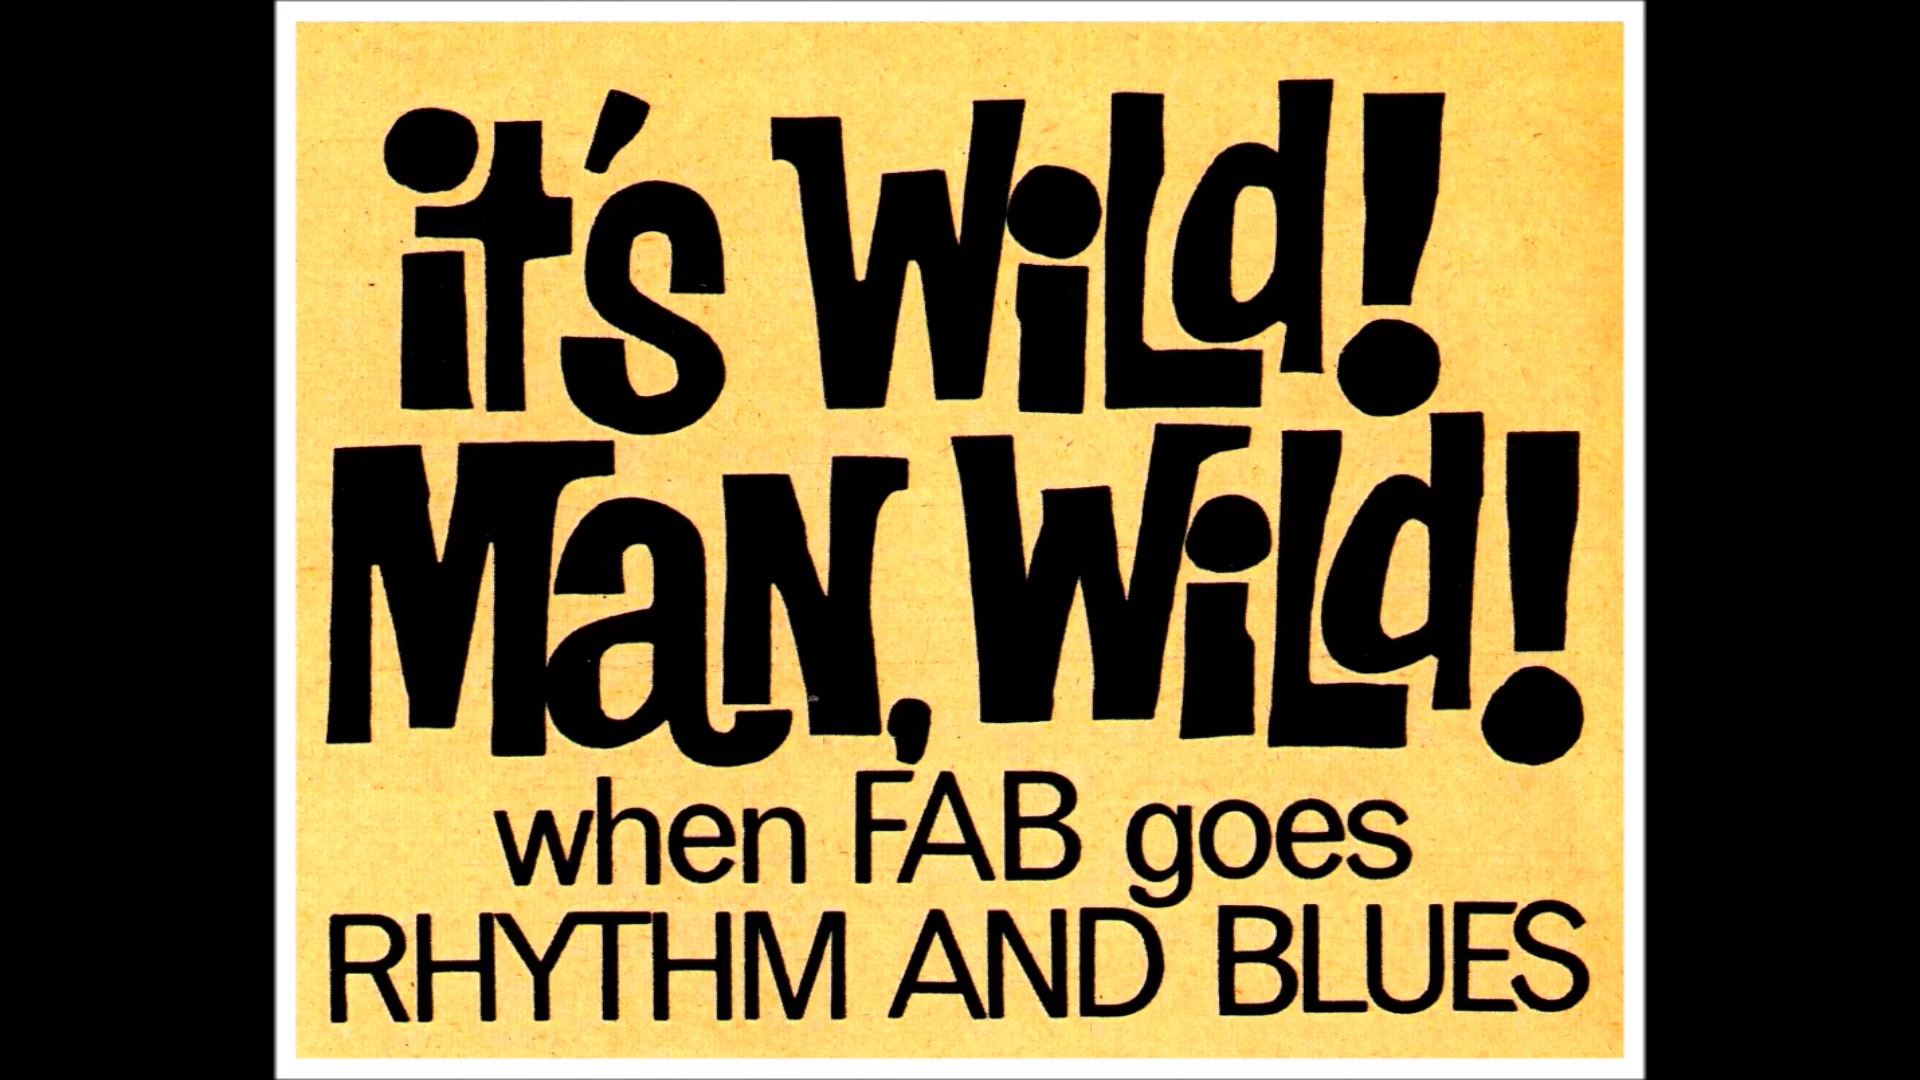 it's WiLd!
MaN, WiLd!
when FAB goes
RHYTHM AND BLUES